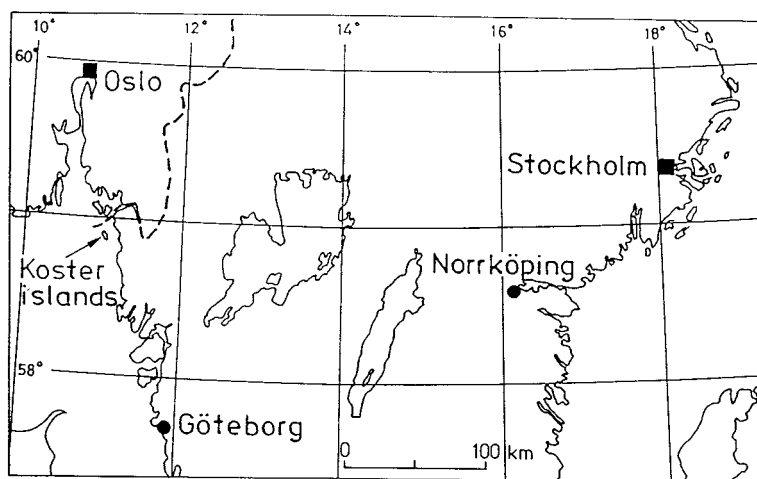 10° 12° 14° 16° 18°
60°
Oslo
Stockholm
Koster
islands
Norrköping
58°
Göteborg
0 100 km